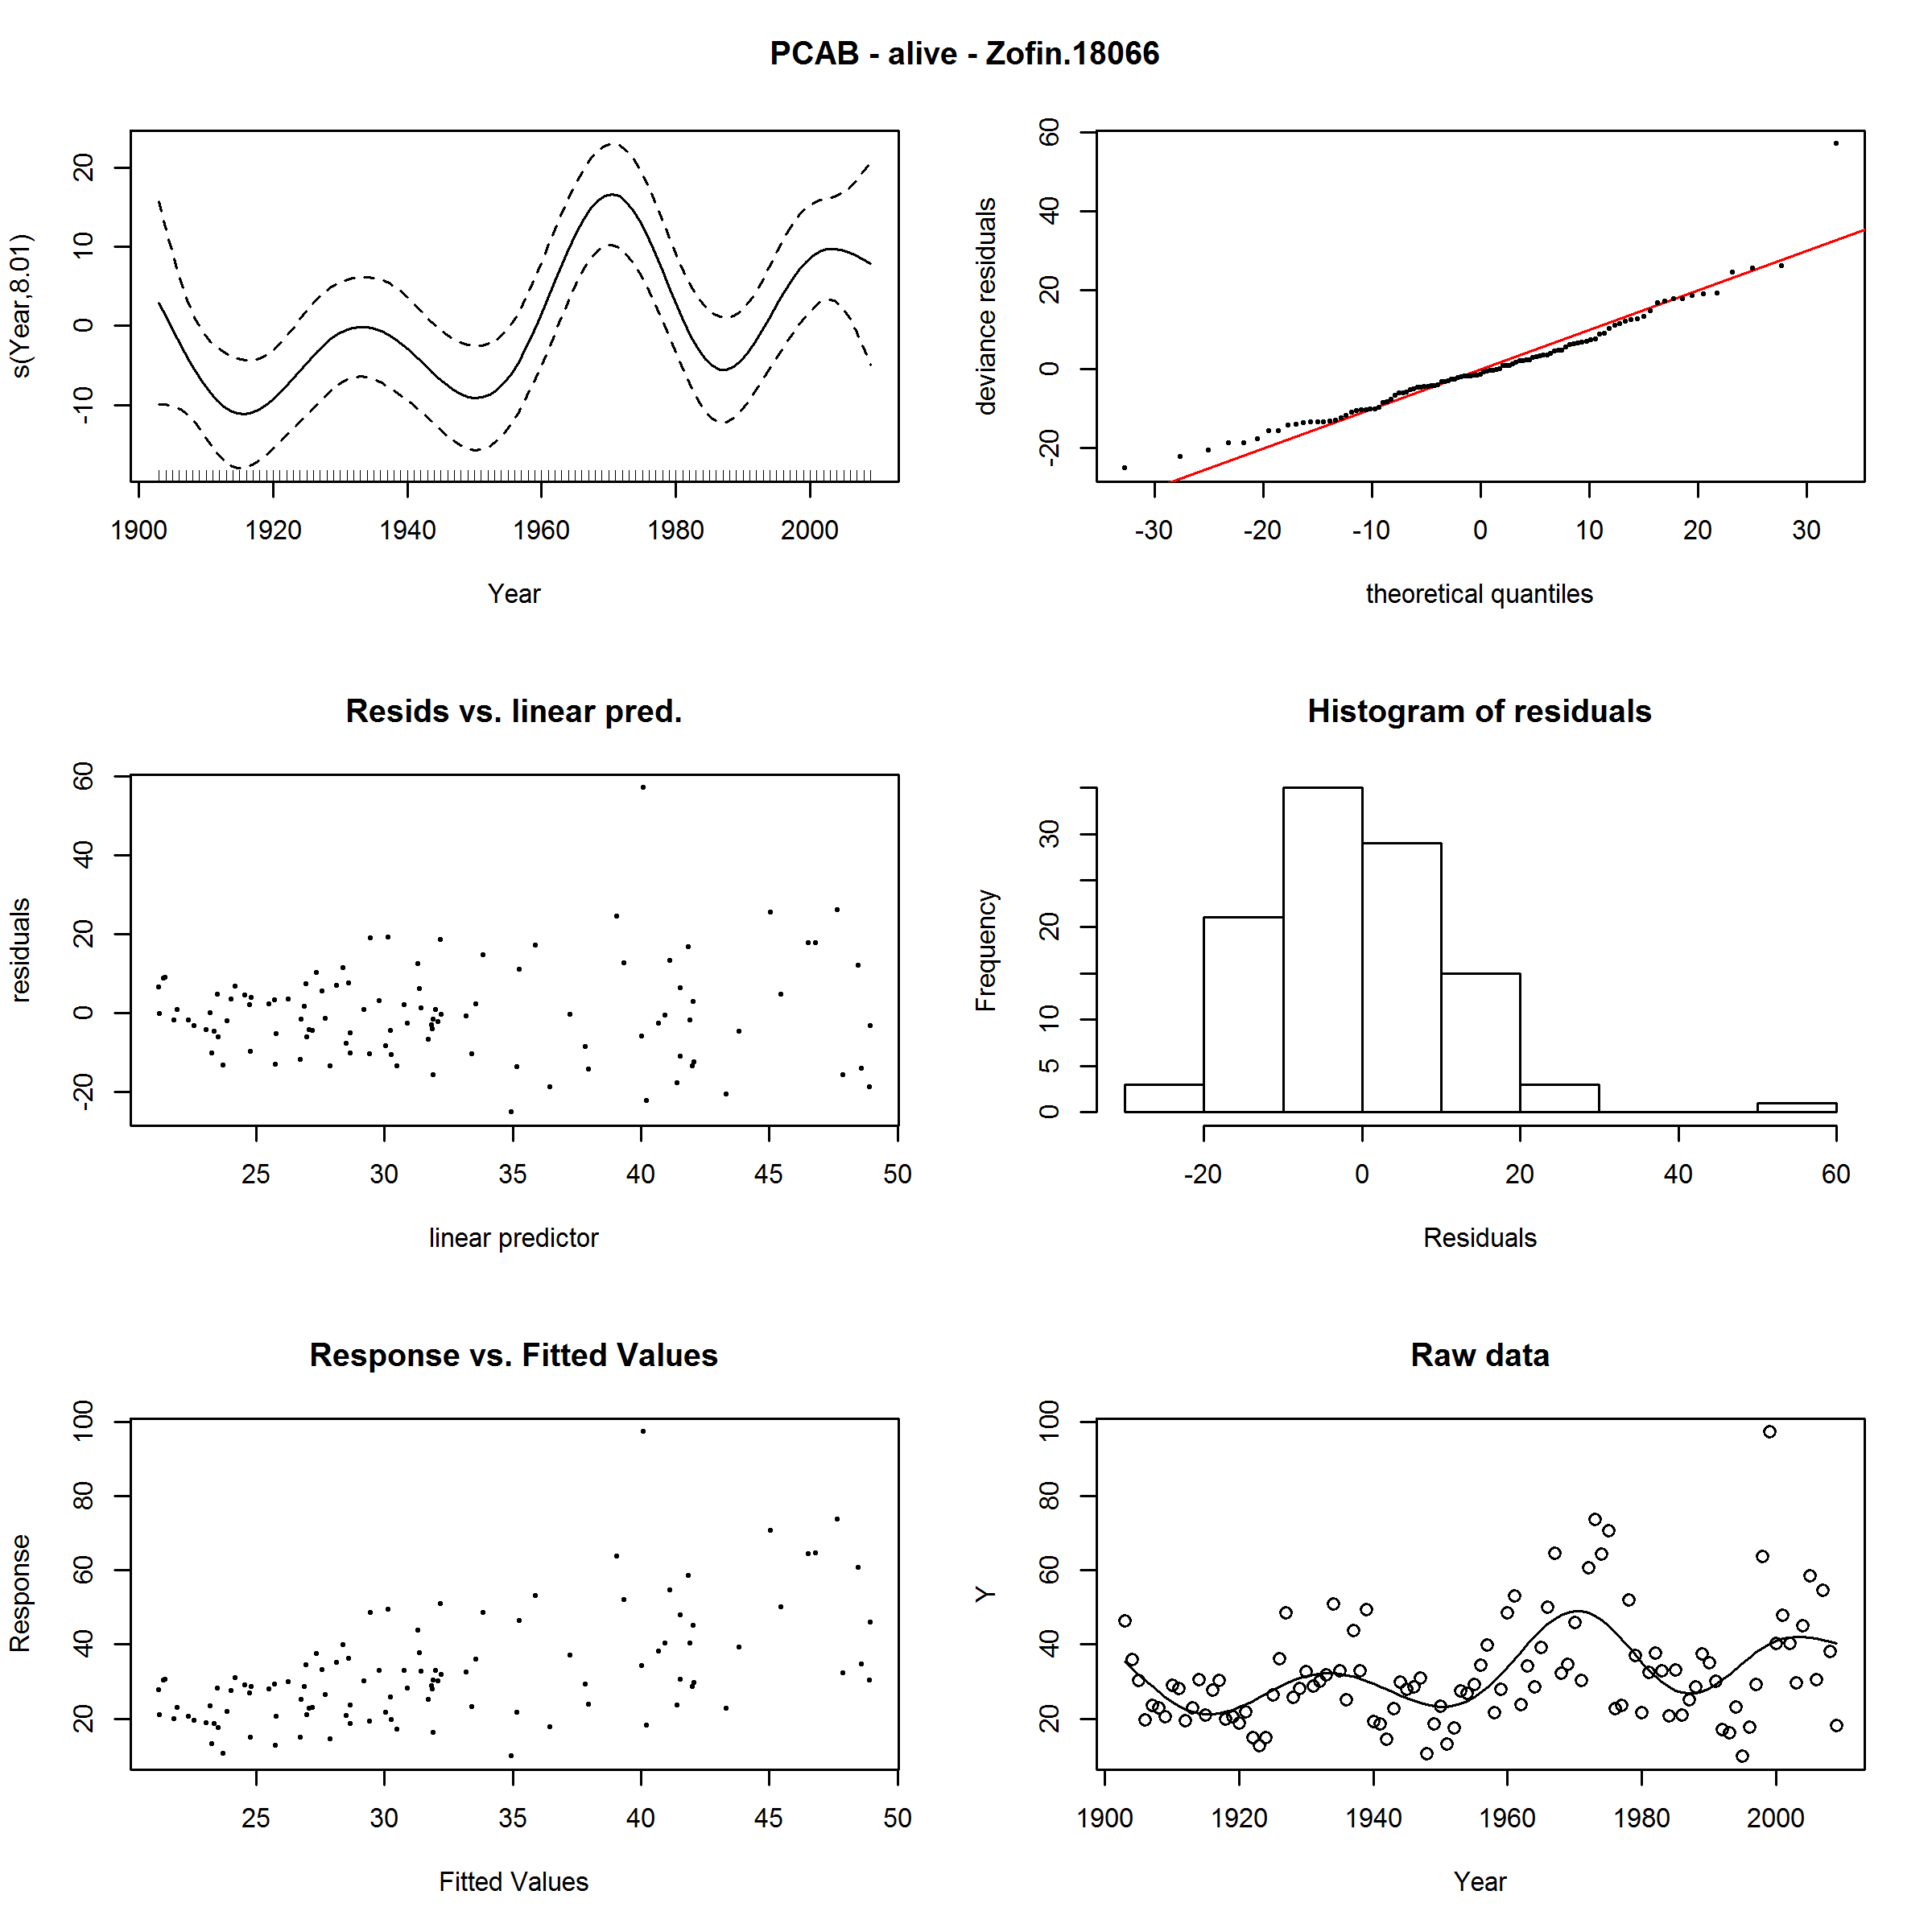 PCAB - alive - Zofin.18066
s(Year,8.01)
-10 0 10 20
1900 1920 1940 1960 1980 2000
Year
deviance residuals
-20 0 20 40 60
-30 -20 -10 0 10 20 30
theoretical quantiles
Resids vs. linear pred.
residuals
-20 0 20 40 60
25 30 35 40 45 50
linear predictor
Histogram of residuals
Frequency
0 5 10 20 30
-20 0 20 40 60
Residuals
Response vs. Fitted Values
Response
20 40 60 80 100
25 30 35 40 45 50
Fitted Values
Raw data
Y
20 40 60 80 100
1900 1920 1940 1960 1980 2000
Year